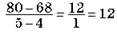 80-68/5-4 = 12/1 = 12